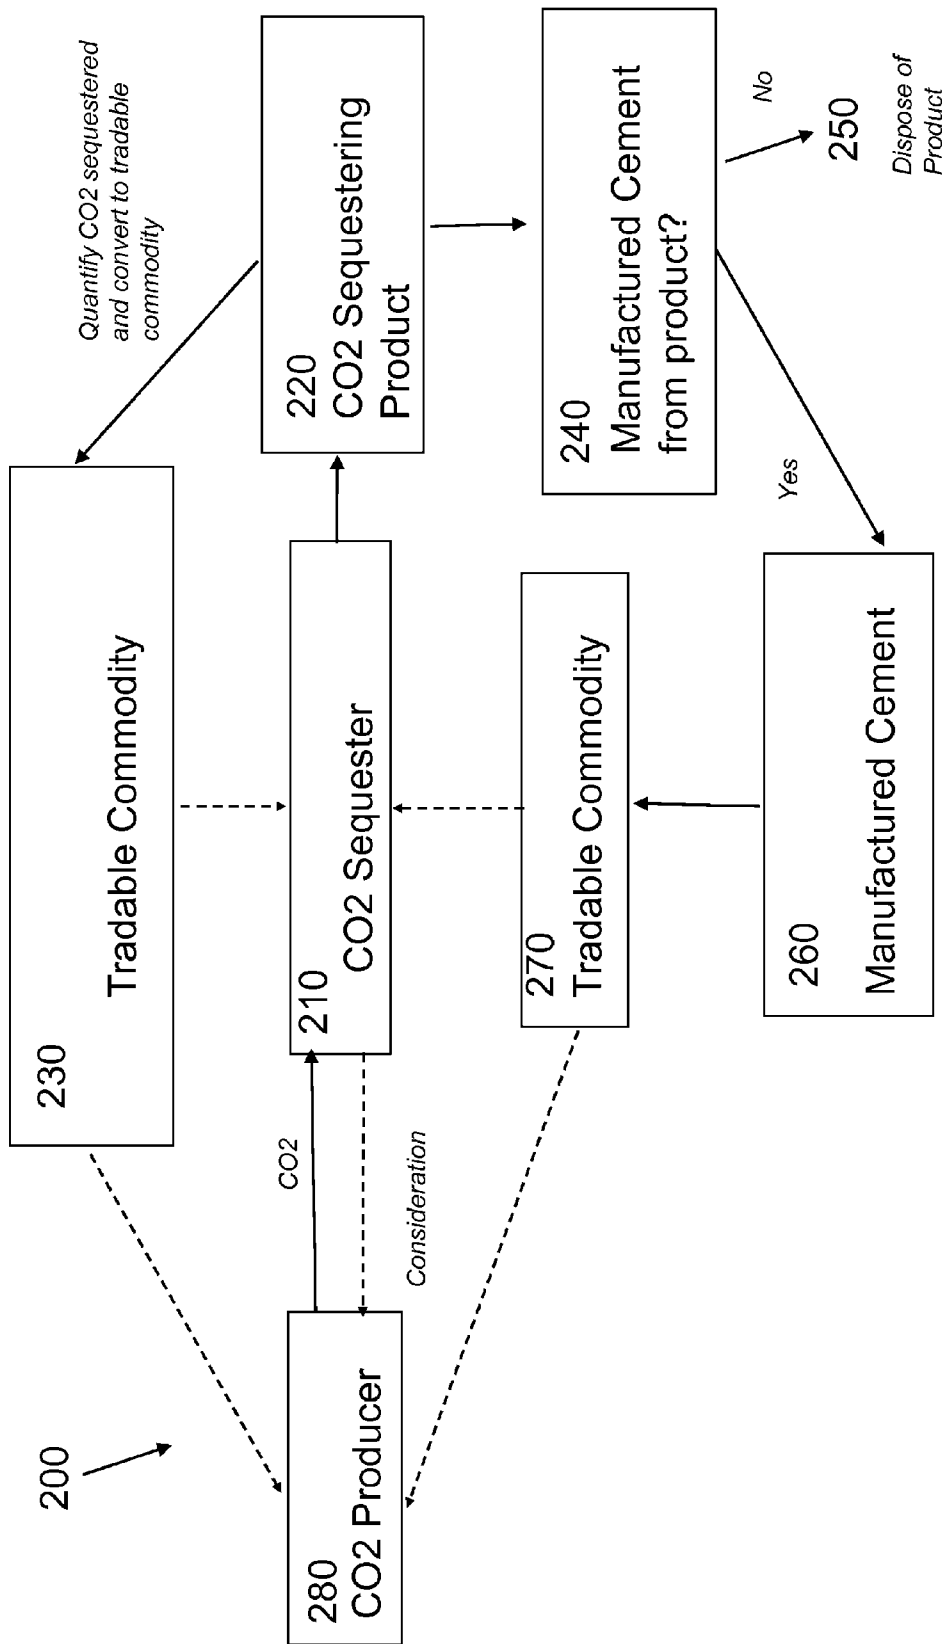 200
230
Tradable Commodity
Quantify CO2 sequestered
and convert to tradable
commodity
280
CO2 Producer
CO2
Consideration
210
CO2 Sequester
220
CO2 Sequestering
Product
270
Tradable Commodity
240
Manufactured Cement
from product?
Yes
No
250
Dispose of
Product
260
Manufactured Cement